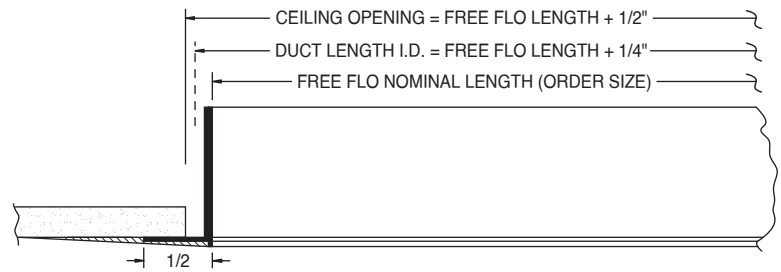 CEILING OPENING = FREE FLO LENGTH + 1/2"
DUCT LENGTH I.D. = FREE FLO LENGTH + 1/4"
FREE FLO NOMINAL LENGTH (ORDER SIZE)
1/2